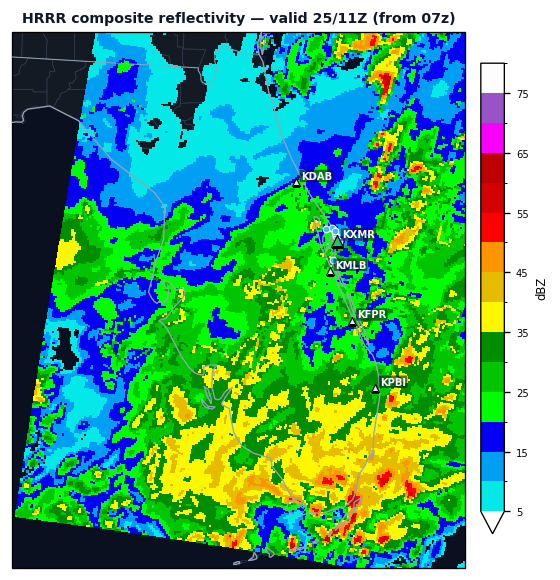 HRRR composite reflectivity — valid 25/11Z (from 07z)
KDAB
KXMR
KMLB
KFPR
KPBI
75
65
55
45
35
25
15
5
dBZ